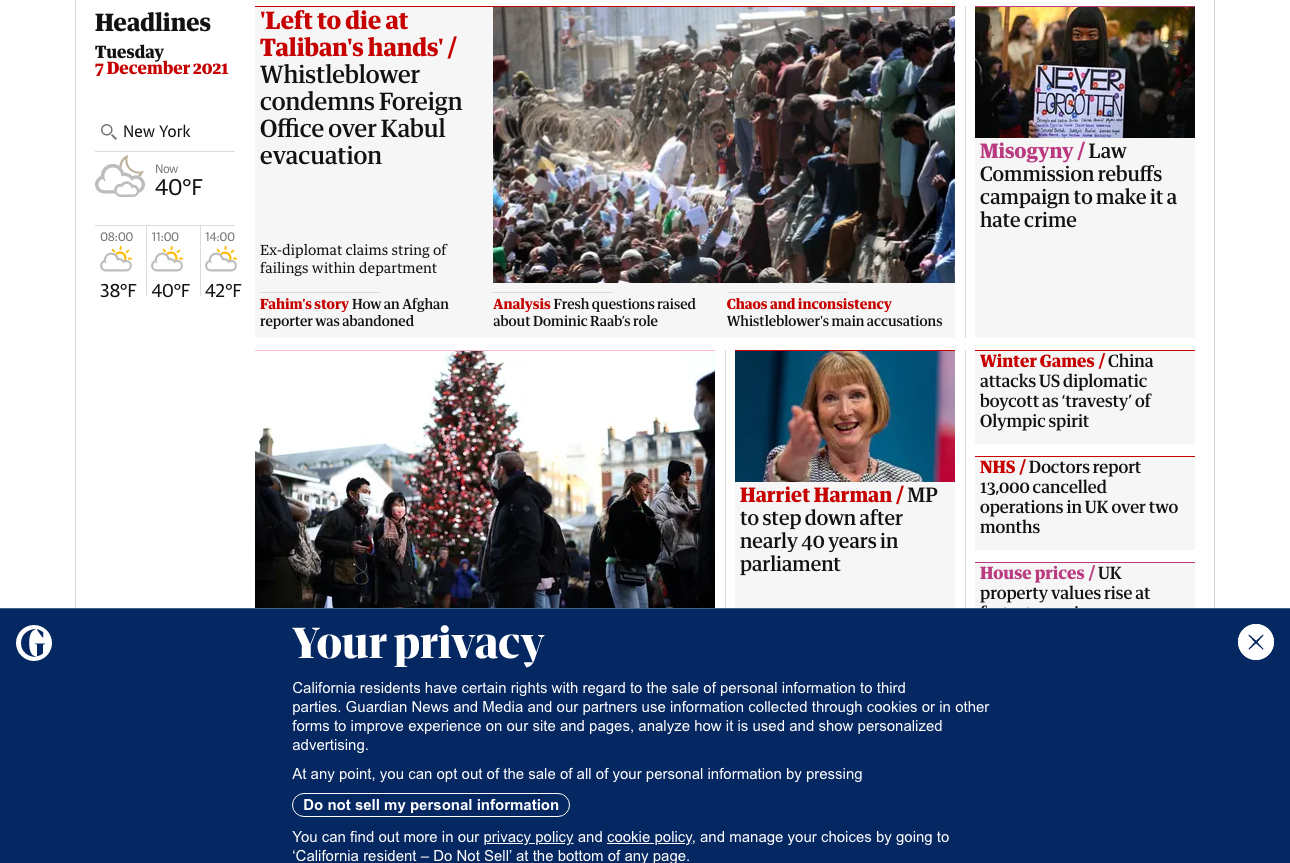 Headlines
Tuesday
7 December 2021
New York
Now
40°F
08:00
38°F
11:00
40°F
14:00
42°F
'Left to die at
Taliban's hands' /
Whistleblower
condemns Foreign
Office over Kabul
evacuation
Ex-diplomat claims string of
failings within department
Fahim's story How an Afghan
reporter was abandoned
Analysis Fresh questions raised
about Dominic Raab's role
Chaos and inconsistency
Whistleblower's main accusations
NEVER
FORGOTTEN
Misogyny / Law
Commission rebuffs
campaign to make it a
hate crime
Harriet Harman / MP
to step down after
nearly 40 years in
parliament
Winter Games / China
attacks US diplomatic
boycott as ‘travesty’ of
Olympic spirit
NHS / Doctors report
13,000 cancelled
operations in UK over two
months
House prices / UK
property values rise at
Your privacy
California residents have certain rights with regard to the sale of personal information to third
parties. Guardian News and Media and our partners use information collected through cookies or in other
forms to improve experience on our site and pages, analyze how it is used and show personalized
advertising.
At any point, you can opt out of the sale of all of your personal information by pressing
Do not sell my personal information
You can find out more in our privacy policy and cookie policy, and manage your choices by going to
‘California resident – Do Not Sell’ at the bottom of any page.